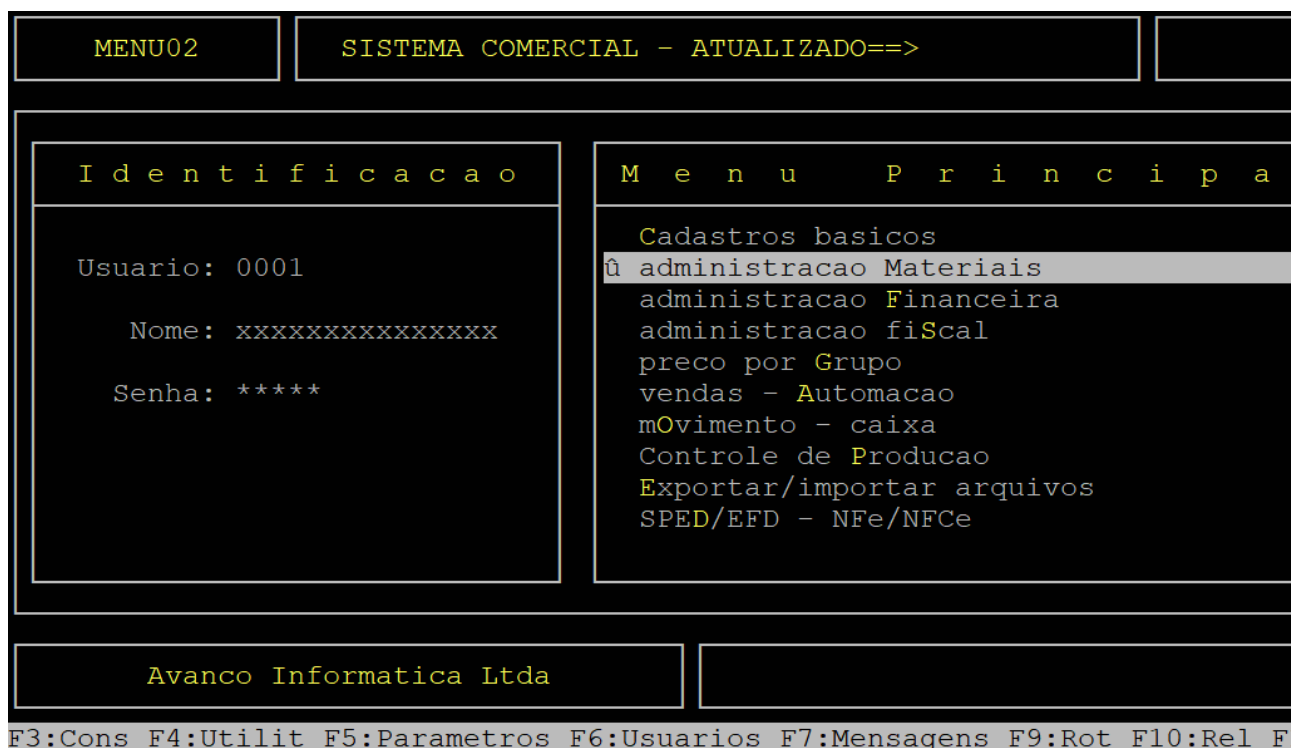 MENU02
SISTEMA COMERCIAL - ATUALIZADO==>
I d e n t i f i c a c a o
Usuario: 0001
Nome: xxxxxxxxxxxxxxx
Senha: *****
M e n u P r i n c i p a
Cadastros basicos
û administracao Materiais
administracao Financeira
administracao fiScal
preco por Grupo
vendas - Automacao
mOvimento - caixa
Controle de Producao
Exportar/importar arquivos
SPED/EFD - NFe/NFCe
Avanco Informatica Ltda
F3:Cons F4:Utilit F5:Parametros F6:Usuarios F7:Mensagens F9:Rot F10:Rel F